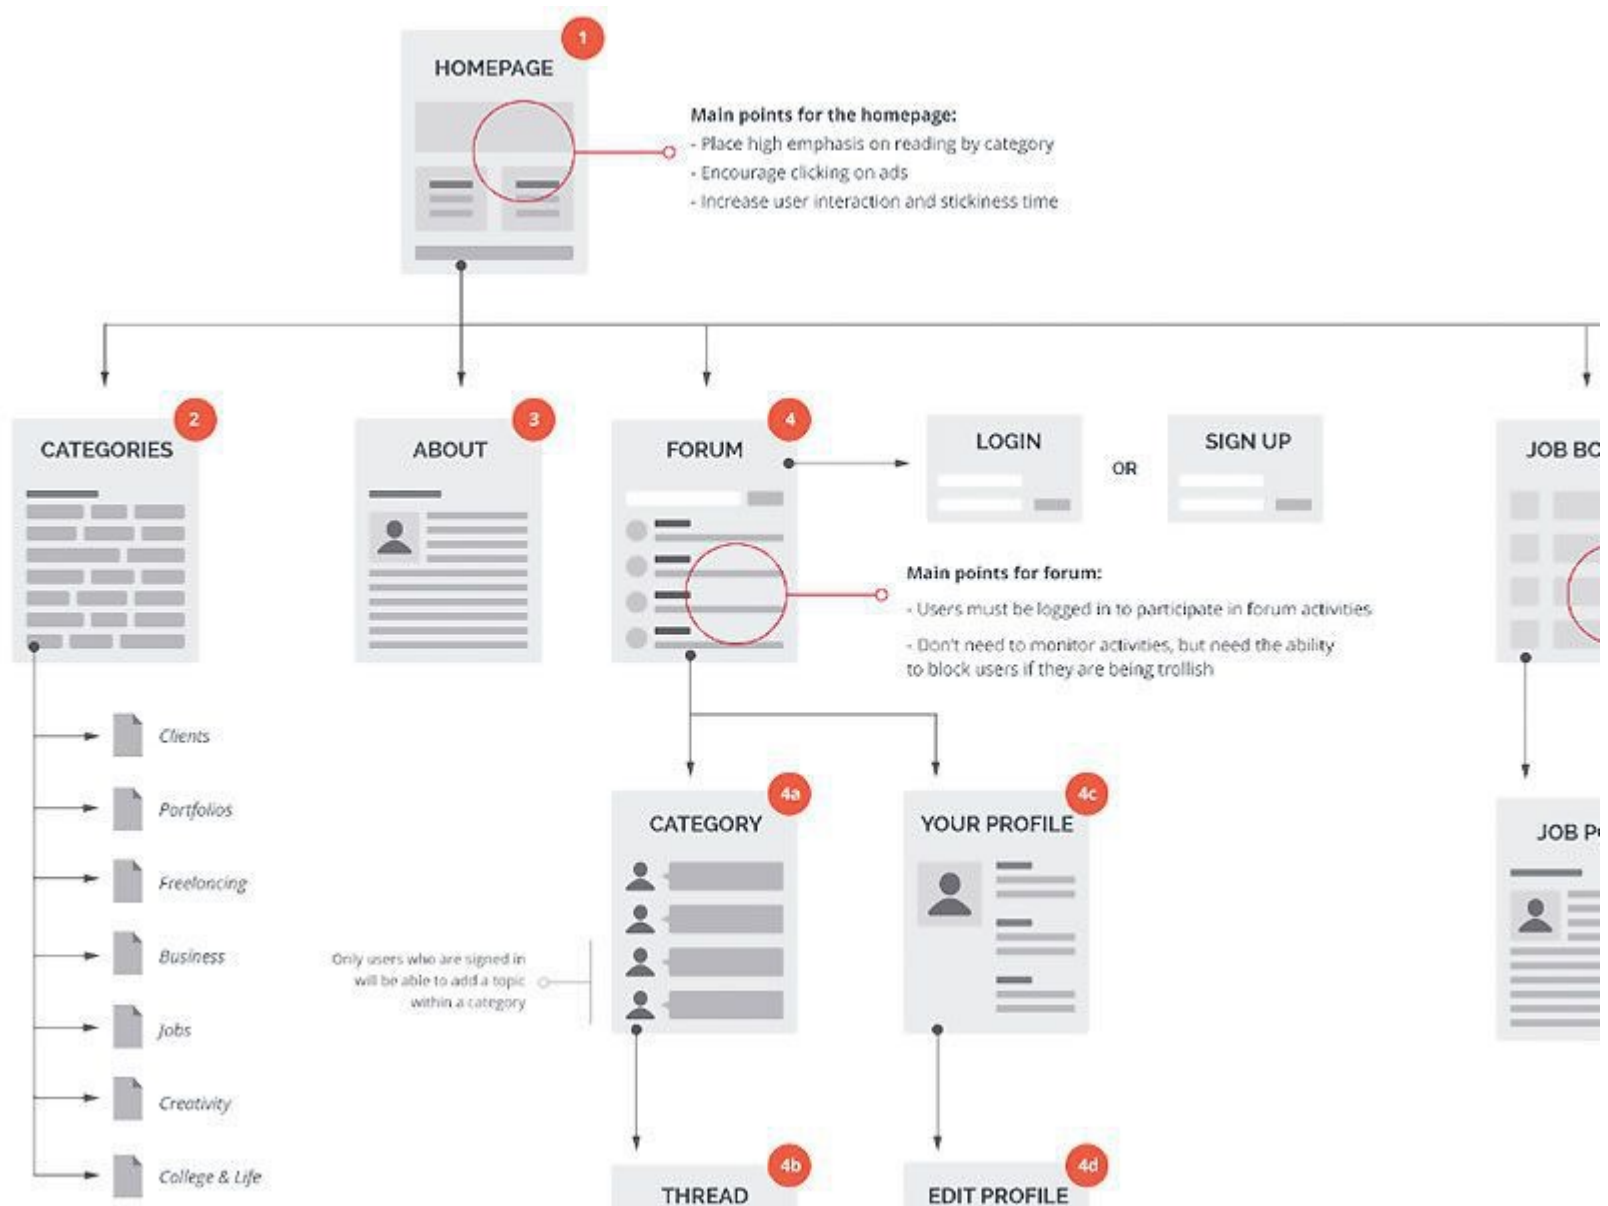 1
HOMEPAGE
Main points for the homepage:
- Place high emphasis on reading by category
- Encourage clicking on ads
- Increase user interaction and stickiness time
2
CATEGORIES
3
ABOUT
4
FORUM
LOGIN
OR
SIGN UP
JOB BO
Main points for forum:
- Users must be logged in to participate in forum activities
- Don't need to monitor activities, but need the ability
to block users if they are being trollish
Clients
Portfolios
Freelancing
Business
Jobs
Creativity
College & Life
4a
CATEGORY
Only users who are signed in
will be able to add a topic
within a category
4c
YOUR PROFILE
JOB P
4b
THREAD
4d
EDIT PROFILE